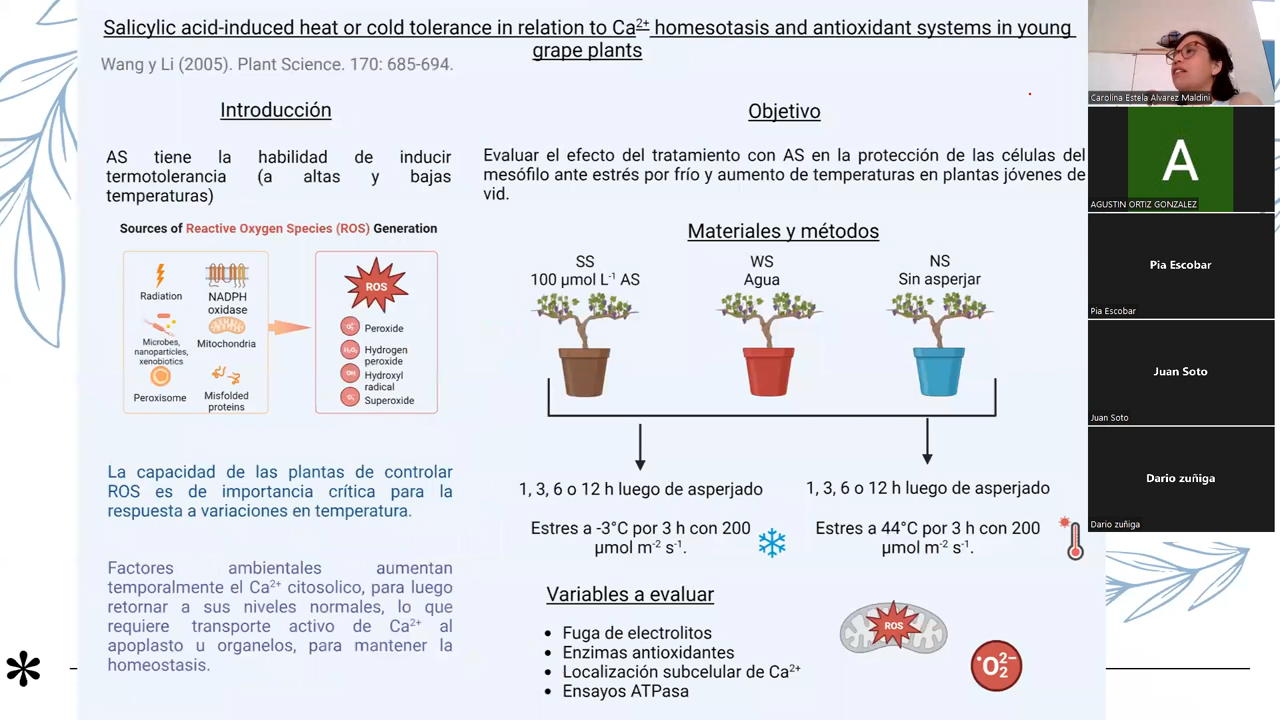 Salicylic acid-induced heat or cold tolerance in relation to Ca²⁺ homesotasis and antioxidant systems in young
grape plants
Wang y Li (2005). Plant Science. 170: 685-694.
Introducción
AS tiene la habilidad de inducir
termotolerancia (a altas y bajas
temperaturas)
Sources of Reactive Oxygen Species (ROS) Generation
Radiation
NADPH
oxidase
Microbes,
nanoparticles,
xenobiotics
Mitochondria
Peroxisome
Misfolded
proteins
ROS
Peroxide
H₂O₂
Hydrogen
peroxide
OH
Hydroxyl
radical
Superoxide
La capacidad de las plantas de controlar
ROS es de importancia crítica para la
respuesta a variaciones en temperatura.
Factores ambientales aumentan
temporalmente el Ca²⁺ citosolico, para luego
retornar a sus niveles normales, lo que
requiere transporte activo de Ca²⁺ al
apoplasto u organelos, para mantener la
homeostasis.
Objetivo
Evaluar el efecto del tratamiento con AS en la protección de las células del
mesófilo ante estrés por frío y aumento de temperaturas en plantas jóvenes de
vid.
Materiales y métodos
SS
100 µmol L⁻¹ AS
WS
Agua
NS
Sin asperjar
1, 3, 6 o 12 h luego de asperjado
Estres a -3°C por 3 h con 200
µmol m⁻² s⁻¹.
1, 3, 6 o 12 h luego de asperjado
Estres a 44°C por 3 h con 200
µmol m⁻² s⁻¹.
Variables a evaluar
• Fuga de electrolitos
• Enzimas antioxidantes
• Localización subcelular de Ca²⁺
• Ensayos ATPasa
ROS
•O₂²⁻
Carolina Estela Alvarez Maldini
A
AGUSTIN ORTIZ GONZALEZ
Pia Escobar
Pia Escobar
Juan Soto
Juan Soto
Dario zuñiga
Dario zuñiga